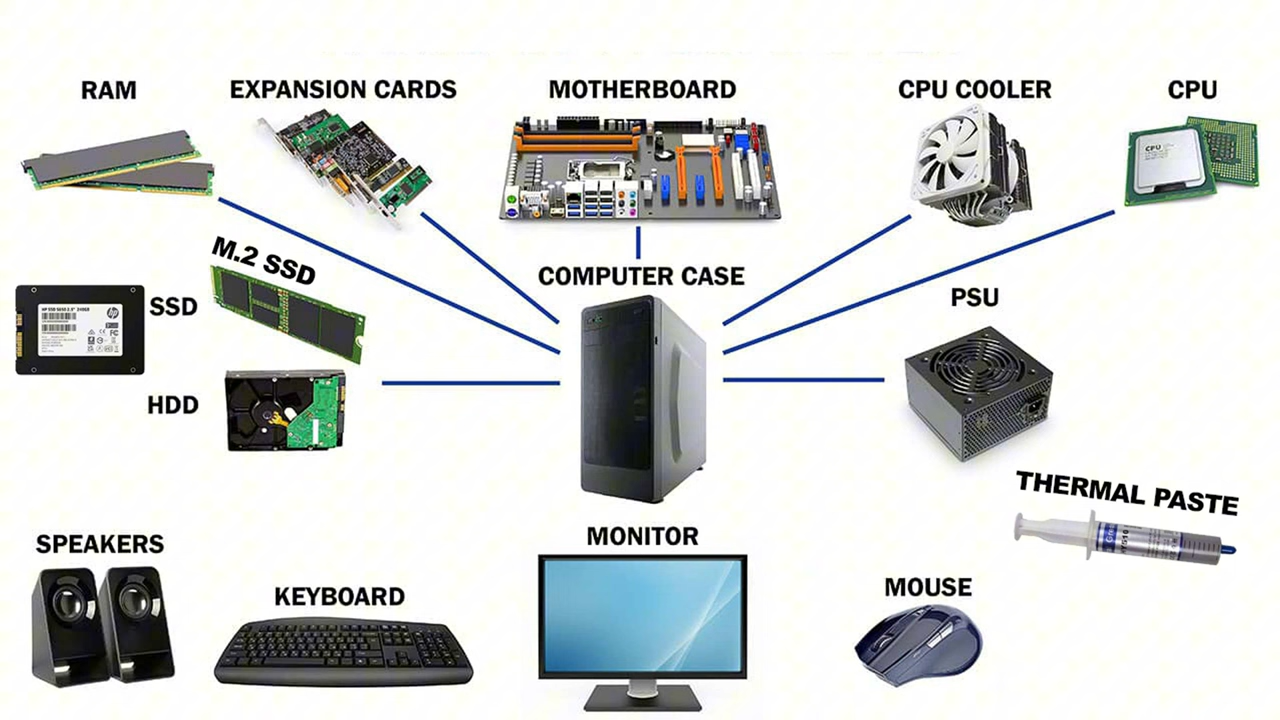 RAM
EXPANSION CARDS
MOTHERBOARD
CPU COOLER
CPU
CPU
M.2 SSD
COMPUTER CASE
SSD
PSU
HDD
THERMAL PASTE
SPEAKERS
MONITOR
KEYBOARD
MOUSE